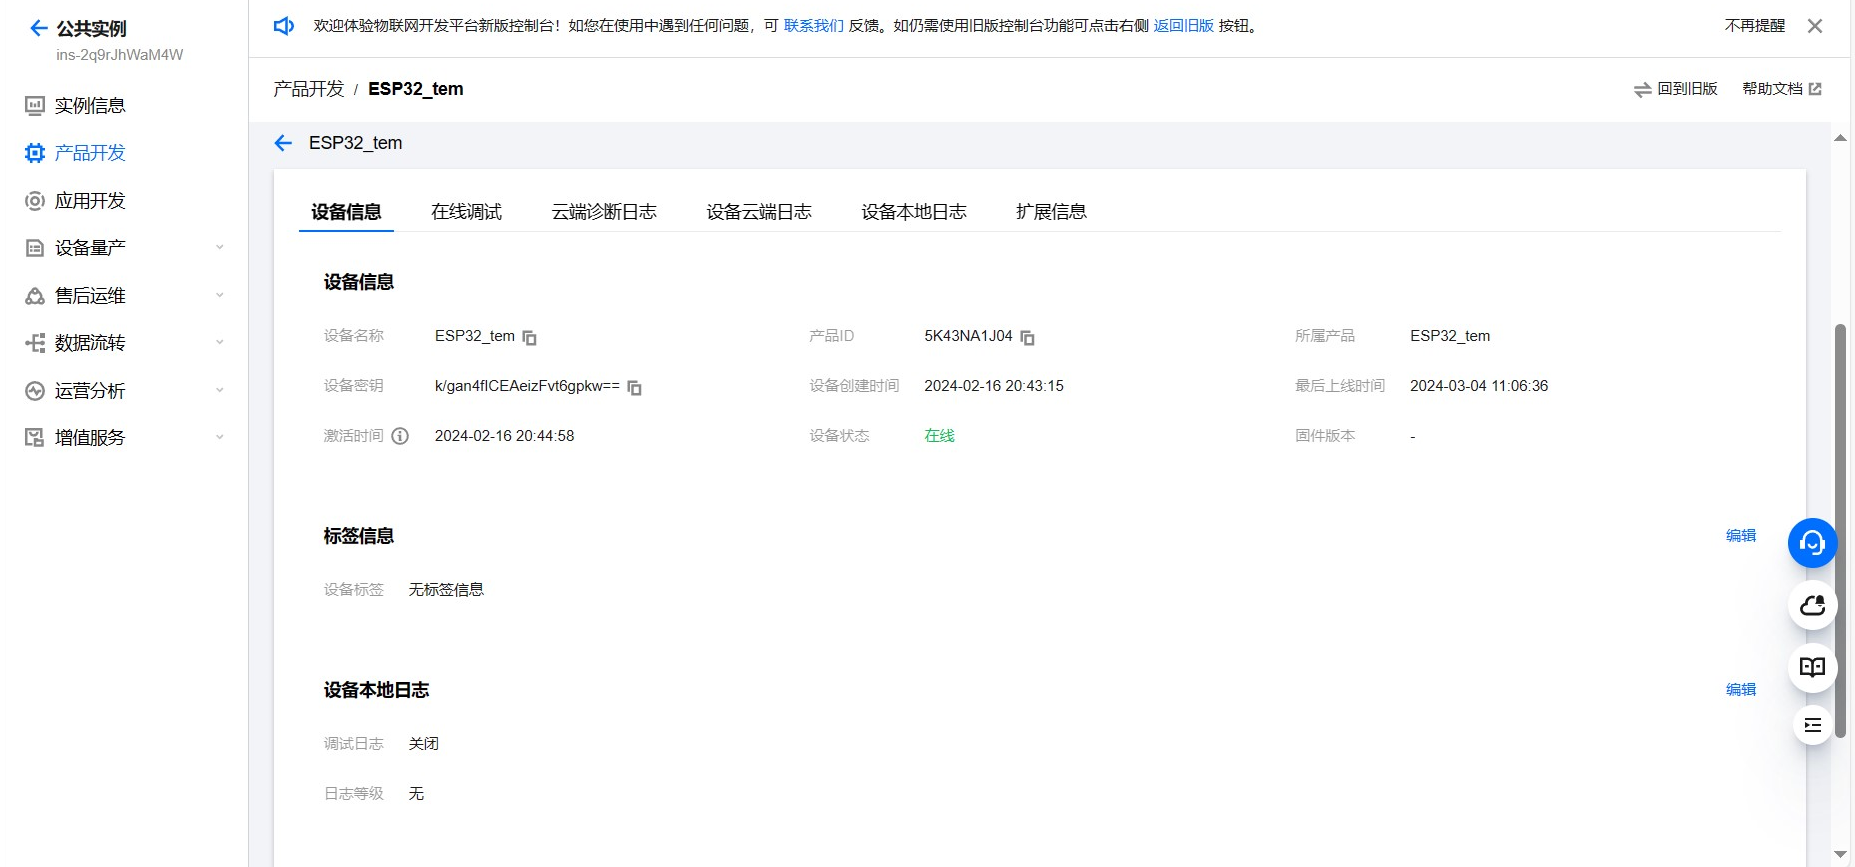 公共实例
ins-2q9rJhWaM4W
实例信息
产品开发
应用开发
设备量产
售后运维
数据流转
运营分析
增值服务
欢迎体验物联网开发平台新版控制台！如您在使用中遇到任何问题，可 联系我们 反馈。如仍需使用旧版控制台功能可点击右侧 返回旧版 按钮。
不再提醒
产品开发 / ESP32_tem
回到旧版
帮助文档
ESP32_tem
设备信息 在线调试 云端诊断日志 设备云端日志 设备本地日志 扩展信息
设备信息
设备名称 ESP32_tem 产品ID 5K43NA1J04 所属产品 ESP32_tem
设备密钥 k/gan4fICEAeizFvt6gpkw== 设备创建时间 2024-02-16 20:43:15 最后上线时间 2024-03-04 11:06:36
激活时间 2024-02-16 20:44:58 设备状态 在线 固件版本 -
标签信息 编辑
设备标签 无标签信息
设备本地日志 编辑
调试日志 关闭
日志等级 无